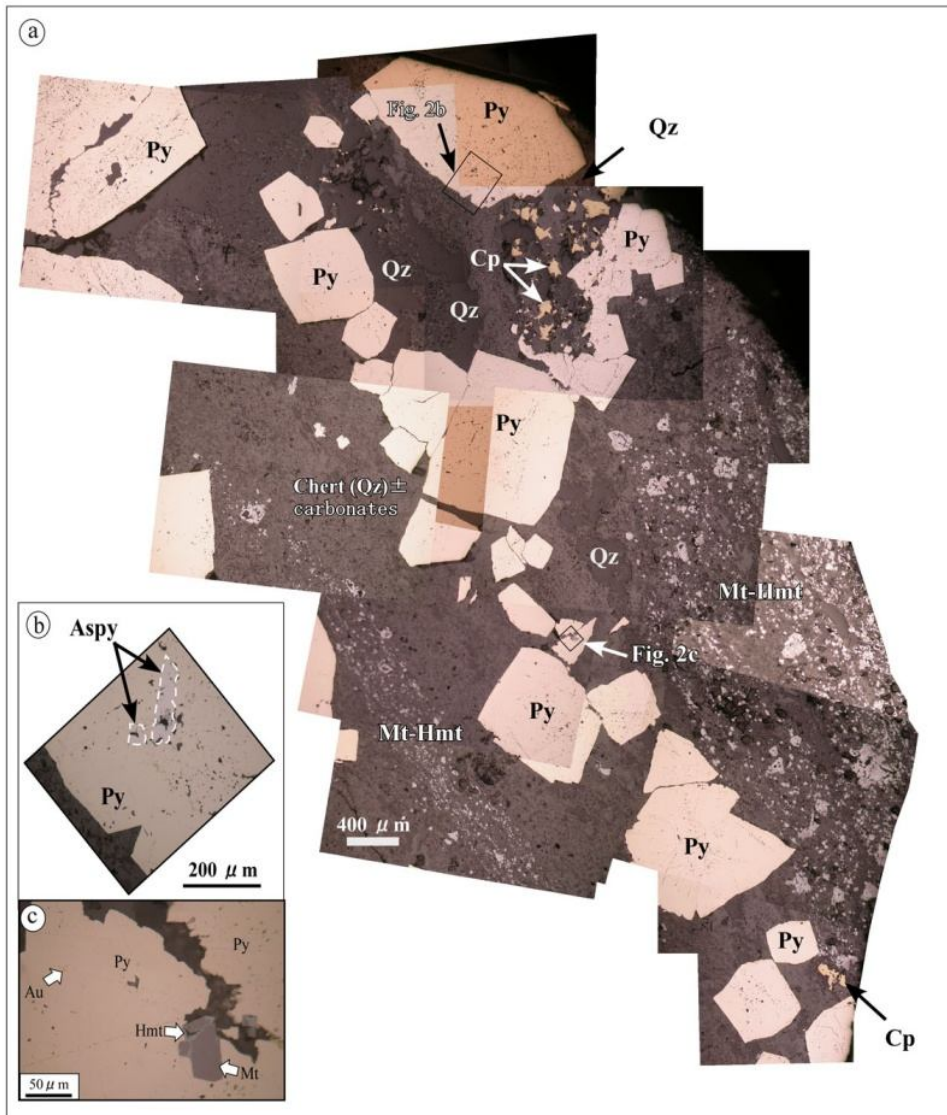 a
Fig. 2b
Py
Qz
Py
Py
Cp
Py
Qz
Qz
Py
Chert (Qz)±
carbonates
Qz
Mt-Hmt
Fig. 2c
Py
Mt-Hmt
400 μm
Py
Py
Cp
b
Aspy
Py
200 μm
c
Py
Py
Au
Hmt
Mt
50 μm